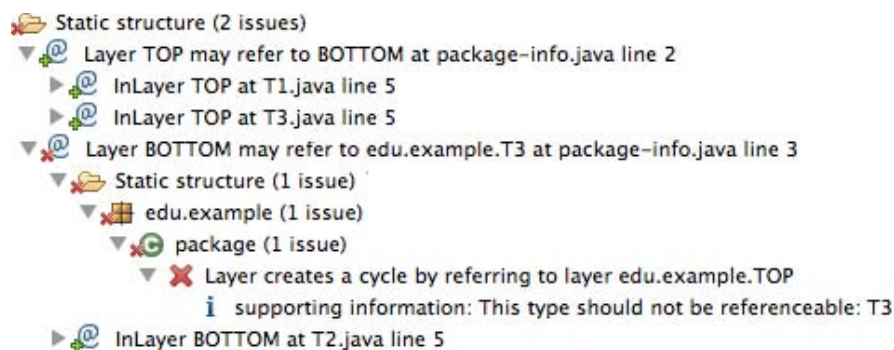 Static structure (2 issues)
Layer TOP may refer to BOTTOM at package-info.java line 2
InLayer TOP at T1.java line 5
InLayer TOP at T3.java line 5
Layer BOTTOM may refer to edu.example.T3 at package-info.java line 3
Static structure (1 issue)
edu.example (1 issue)
package (1 issue)
Layer creates a cycle by referring to layer edu.example.TOP
supporting information: This type should not be referenceable: T3
InLayer BOTTOM at T2.java line 5